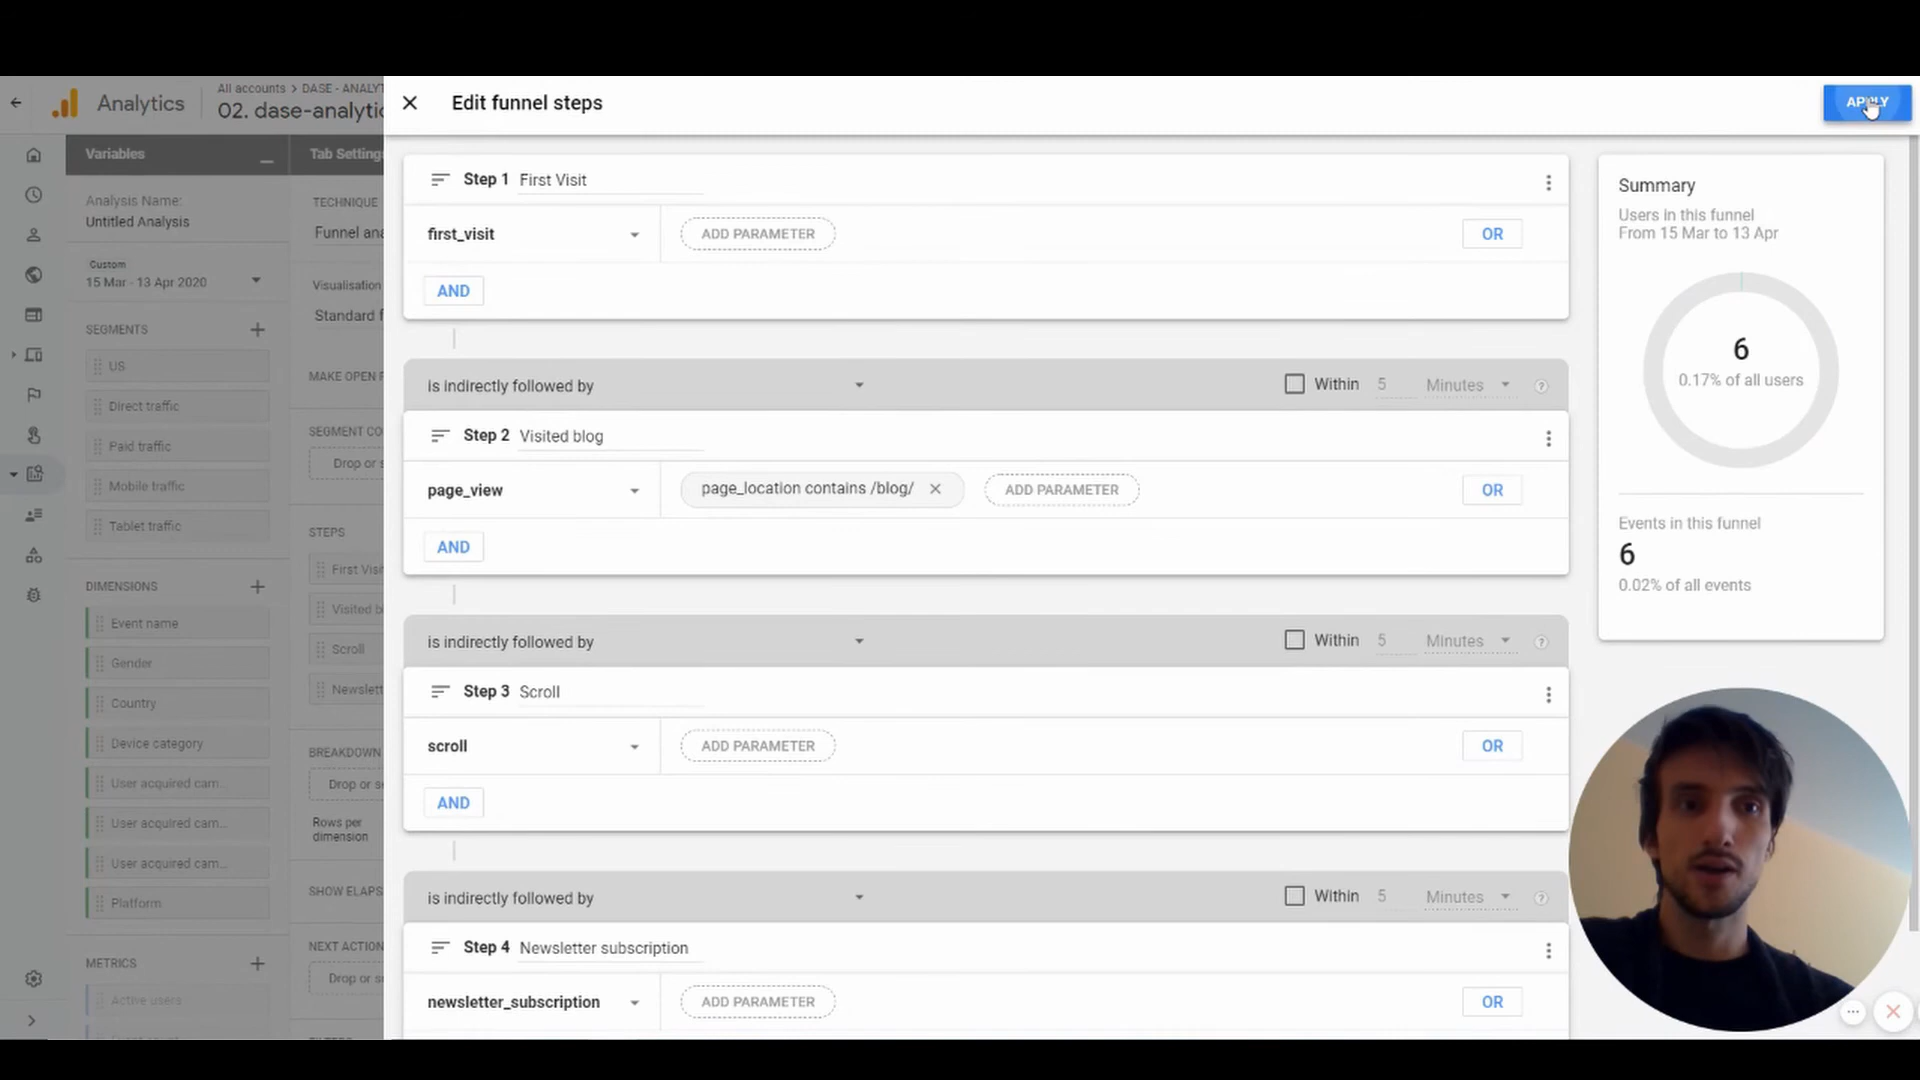 Analytics
All accounts > DASE - ANALYT
02. dase-analytic
Edit funnel steps
APPLY
Variables
Analysis Name:
Untitled Analysis
Custom
15 Mar - 13 Apr 2020
SEGMENTS
US
Direct traffic
Paid traffic
Mobile traffic
Tablet traffic
DIMENSIONS
Event name
Gender
Country
Device category
User acquired cam...
User acquired cam...
User acquired cam...
Platform
METRICS
Active users
Tab Settings
TECHNIQUE
Funnel ana
Visualisation
Standard f
MAKE OPEN F
SEGMENT CO
Drop or s
STEPS
First Visi
Visited bl
Scroll
Newslett
BREAKDOWN
Drop or se
Rows per
dimension
SHOW ELAPS
NEXT ACTION
Drop or se
Step 1 First Visit
first_visit
ADD PARAMETER
OR
AND
is indirectly followed by
Within 5 Minutes
Step 2 Visited blog
page_view
page_location contains /blog/
ADD PARAMETER
OR
AND
is indirectly followed by
Within 5 Minutes
Step 3 Scroll
scroll
ADD PARAMETER
OR
AND
is indirectly followed by
Within 5 Minutes
Step 4 Newsletter subscription
newsletter_subscription
ADD PARAMETER
OR
Summary
Users in this funnel
From 15 Mar to 13 Apr
6
0.17% of all users
Events in this funnel
6
0.02% of all events